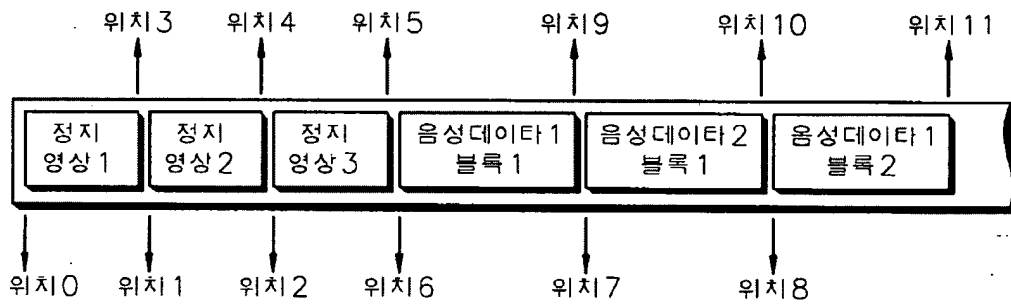 위치3 위치4 위치5 위치9 위치10 위치11
정지 영상1
정지 영상2
정지 영상3
음성데이타1 블록1
음성데이타2 블록1
음성데이타1 블록2
위치0 위치1 위치2 위치6 위치7 위치8